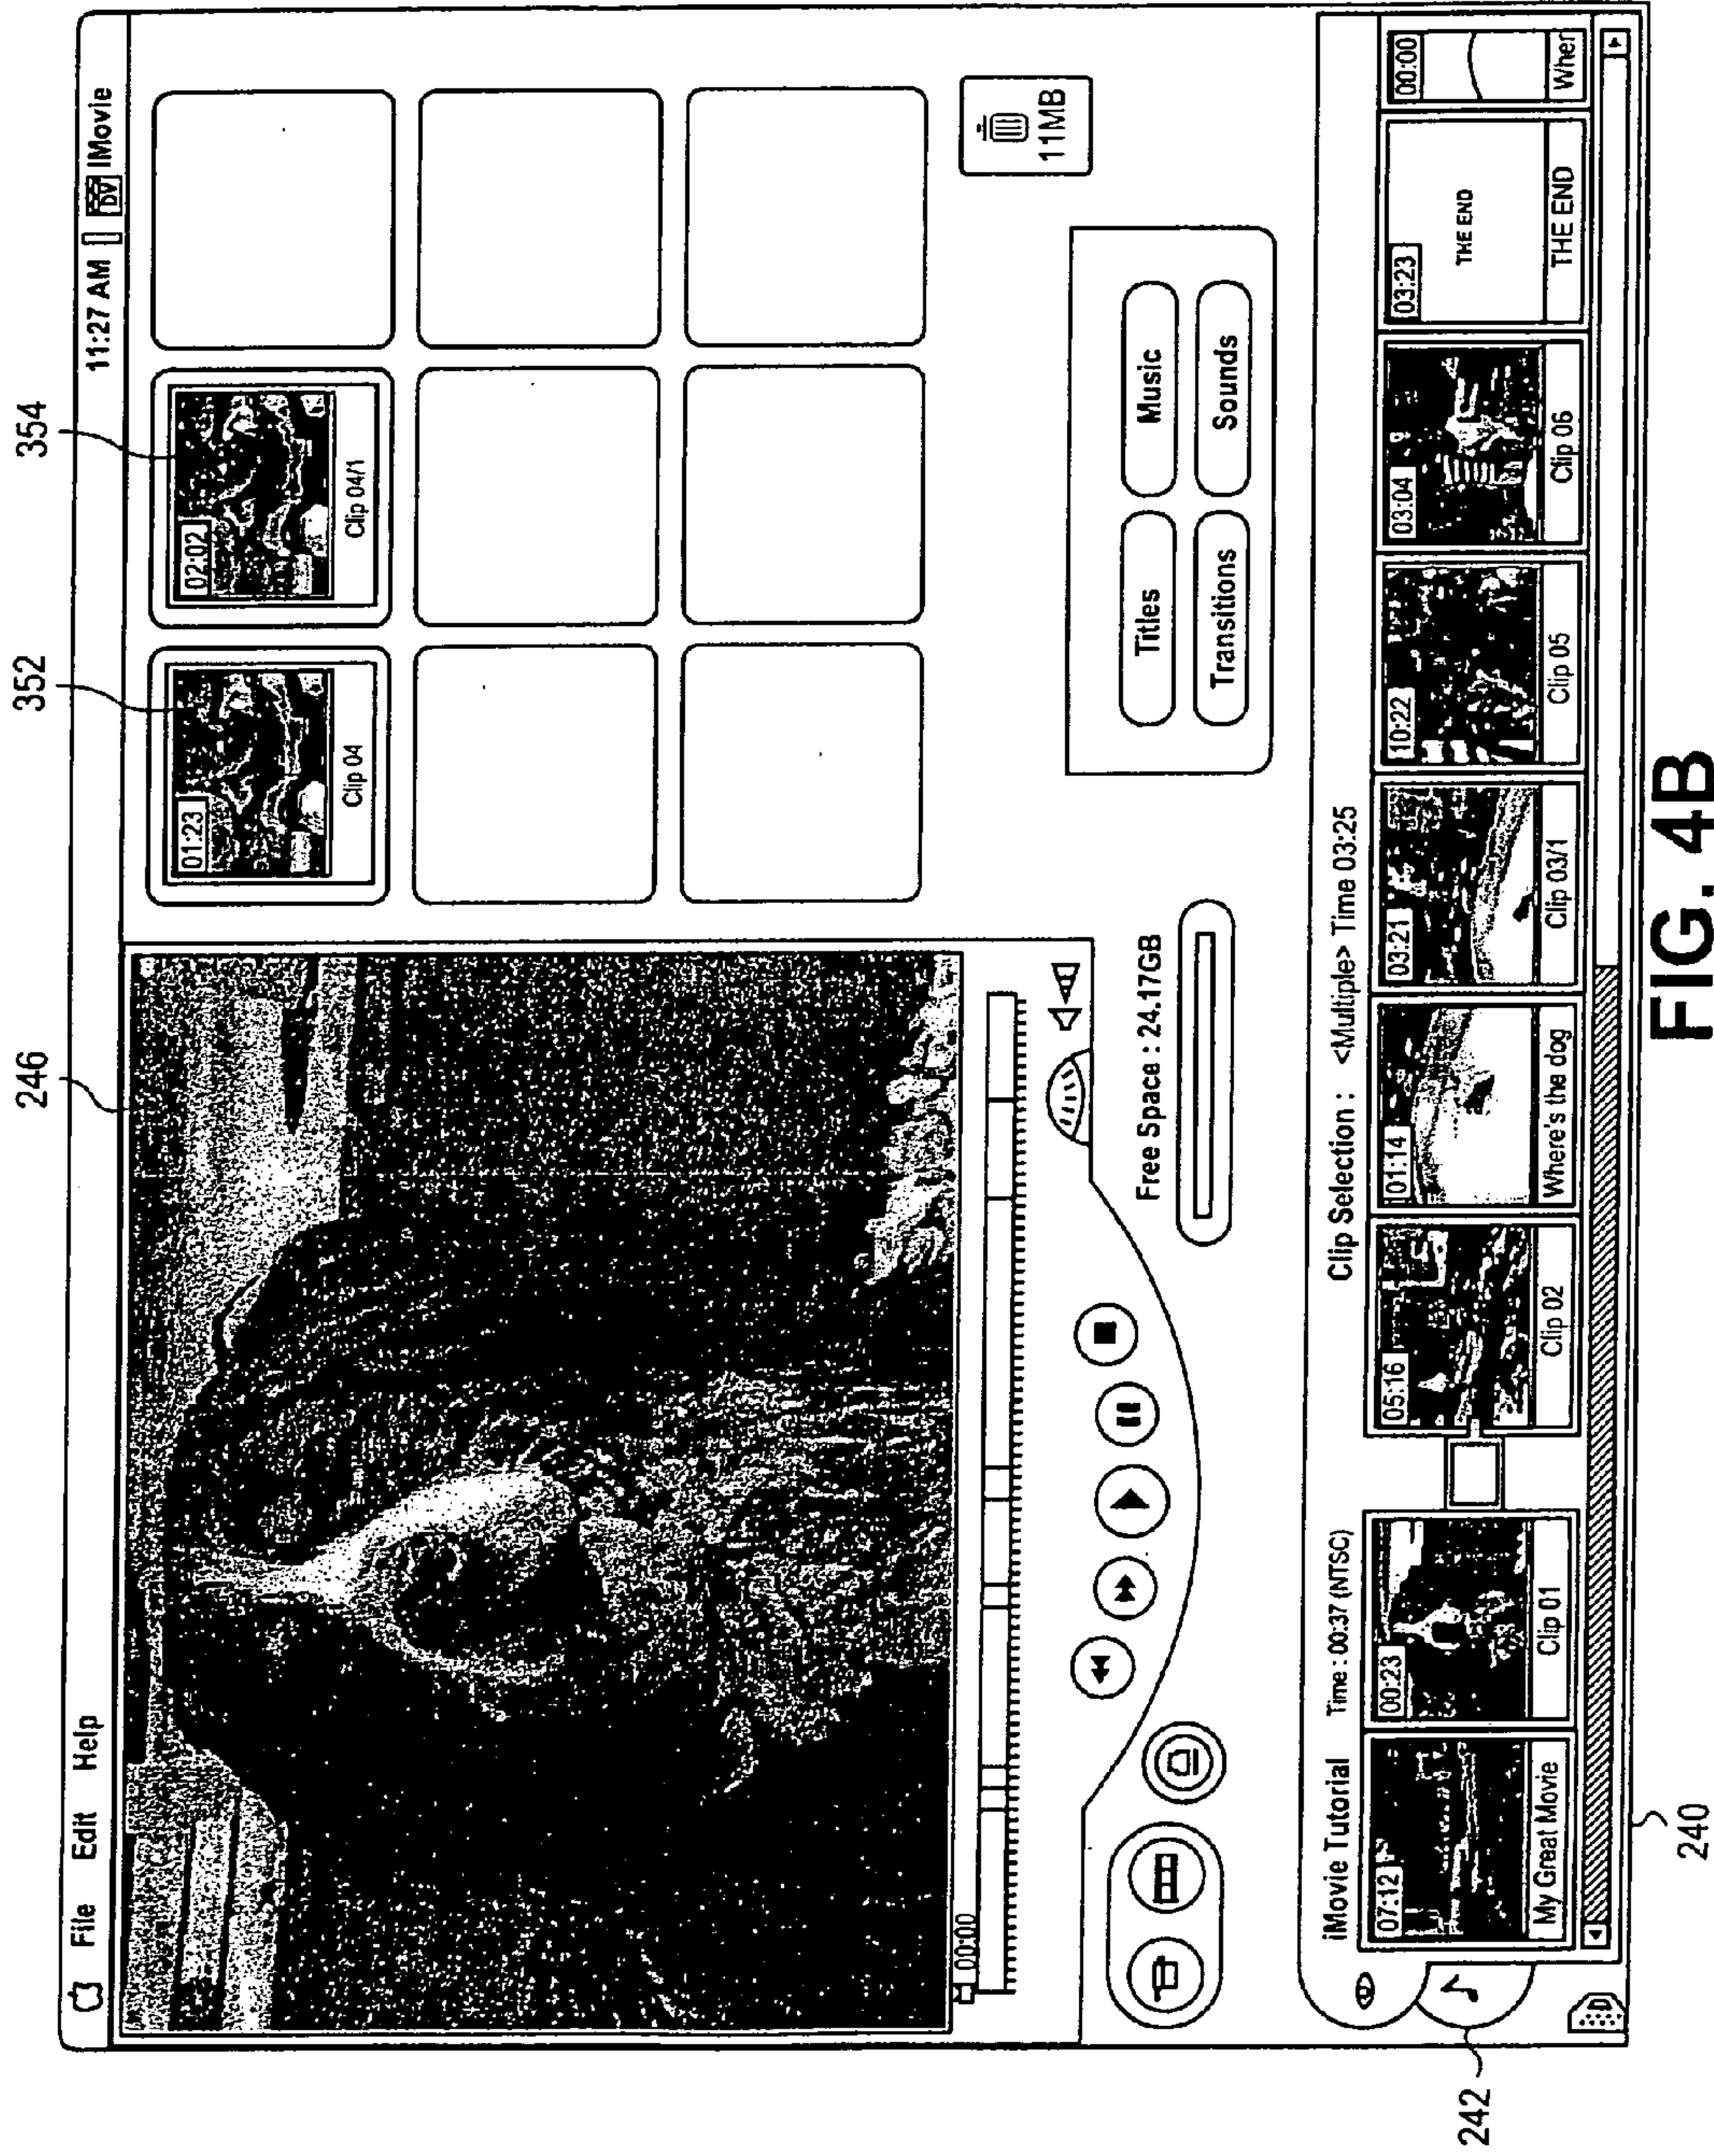 246
352
354
File Edit Help
11:27 AM
DV
iMovie
01:23
Clip 04
02:02
Clip 04/1
00:00
11MB
Free Space : 24.17GB
Titles
Music
Transitions
Sounds
iMovie Tutorial
Time : 00:37 (NTSC)
Clip Selection : <Multiple> Time 03:25
07:12
00:23
05:16
01:14
03:21
10:22
03:04
03:23
00:00
THE END
My Great Movie
Clip 01
Clip 02
Where's the dog
Clip 03/1
Clip 05
Clip 06
THE END
Wher
242
240
FIG. 4B